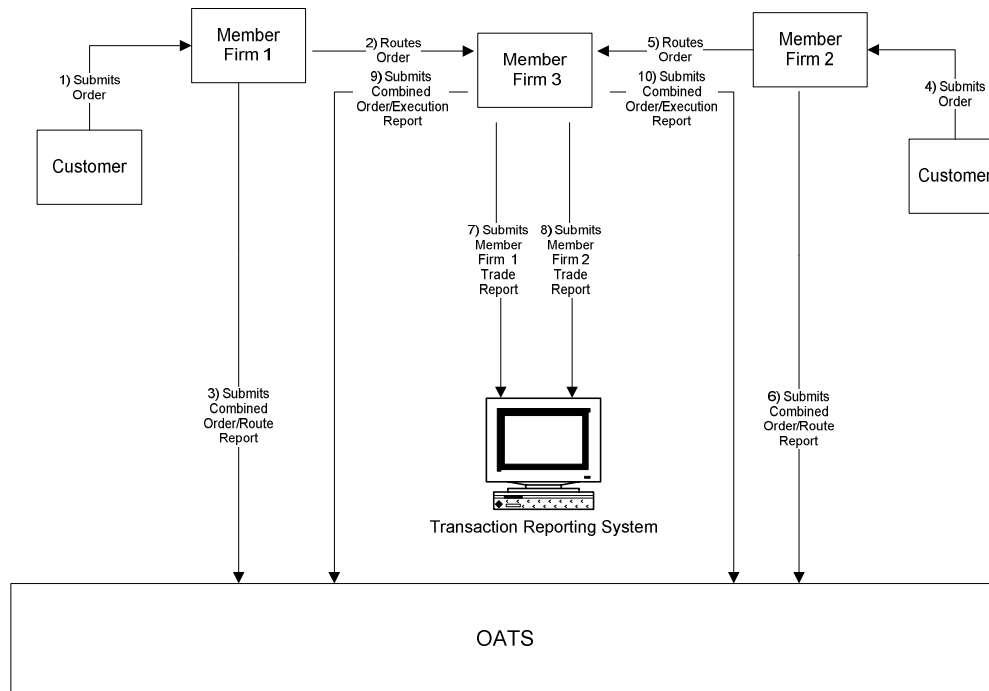 Member
Firm 1
2) Routes
Order
Member
Firm 3
5) Routes
Order
Member
Firm 2
1) Submits
Order
9) Submits
Combined
Order/Execution
Report
10) Submits
Combined
Order/Execution
Report
4) Submits
Order
Customer
Customer
7) Submits
Member
Firm 1
Trade
Report
8) Submits
Member
Firm 2
Trade
Report
3) Submits
Combined
Order/Route
Report
6) Submits
Combined
Order/Route
Report
Transaction Reporting System
OATS